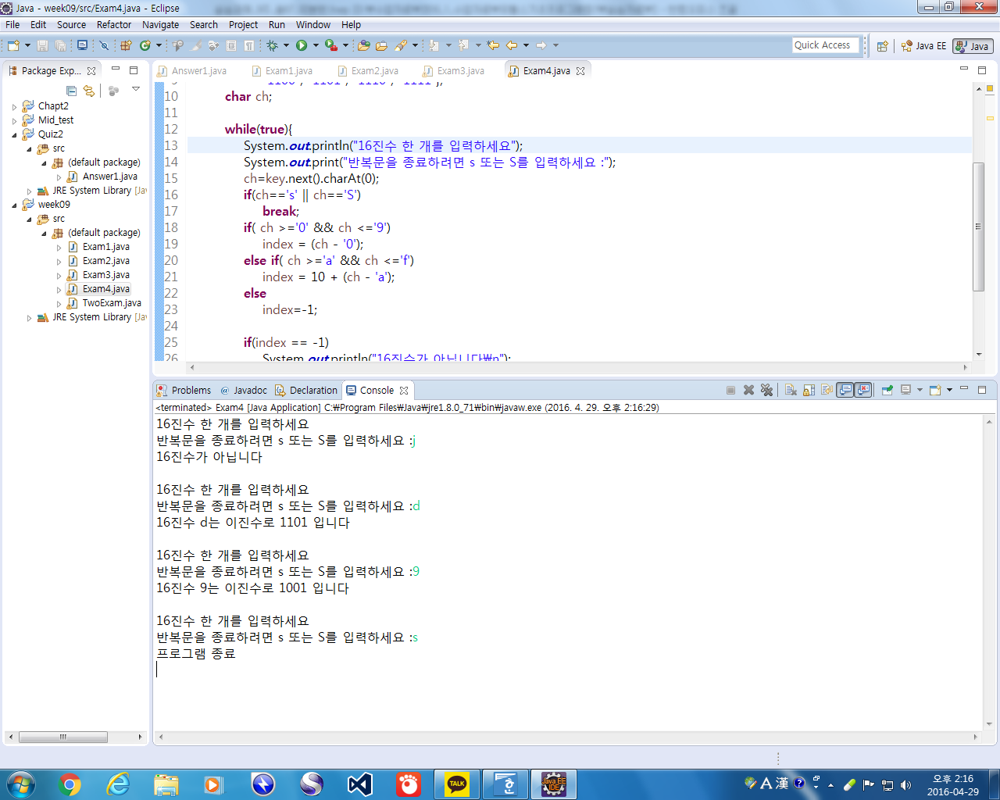 Java - week09/src/Exam4.java - Eclipse
File Edit Source Refactor Navigate Search Project Run Window Help
Quick Access
Java EE
Java
Package Exp...
Chapt2
Mid_test
Quiz2
src
(default package)
Answer1.java
JRE System Library [Ja
week09
src
(default package)
Exam1.java
Exam2.java
Exam3.java
Exam4.java
TwoExam.java
JRE System Library [Ja
Answer1.java Exam1.java Exam2.java Exam3.java Exam4.java
9 "1100", "1101", "1110", "1111"};
10 char ch;
11
12 while(true){
13 System.out.println("16진수 한 개를 입력하세요");
14 System.out.print("반복문을 종료하려면 s 또는 S를 입력하세요 :");
15 ch=key.next().charAt(0);
16 if(ch=='s' || ch=='S')
17 break;
18 if( ch >='0' && ch <='9')
19 index = (ch - '0');
20 else if( ch >='a' && ch <='f')
21 index = 10 + (ch - 'a');
22 else
23 index=-1;
24
25 if(index == -1)
26 System.out.println("16진수가 아닙니다₩n");
Problems @ Javadoc Declaration Console
<terminated> Exam4 [Java Application] C:₩Program Files₩Java₩jre1.8.0_71₩bin₩javaw.exe (2016. 4. 29. 오후 2:16:29)
16진수 한 개를 입력하세요
반복문을 종료하려면 s 또는 S를 입력하세요 :j
16진수가 아닙니다
16진수 한 개를 입력하세요
반복문을 종료하려면 s 또는 S를 입력하세요 :d
16진수 d는 이진수로 1101 입니다
16진수 한 개를 입력하세요
반복문을 종료하려면 s 또는 S를 입력하세요 :9
16진수 9는 이진수로 1001 입니다
16진수 한 개를 입력하세요
반복문을 종료하려면 s 또는 S를 입력하세요 :s
프로그램 종료
TALK
Java EE
IDE
A 漢
오후 2:16
2016-04-29